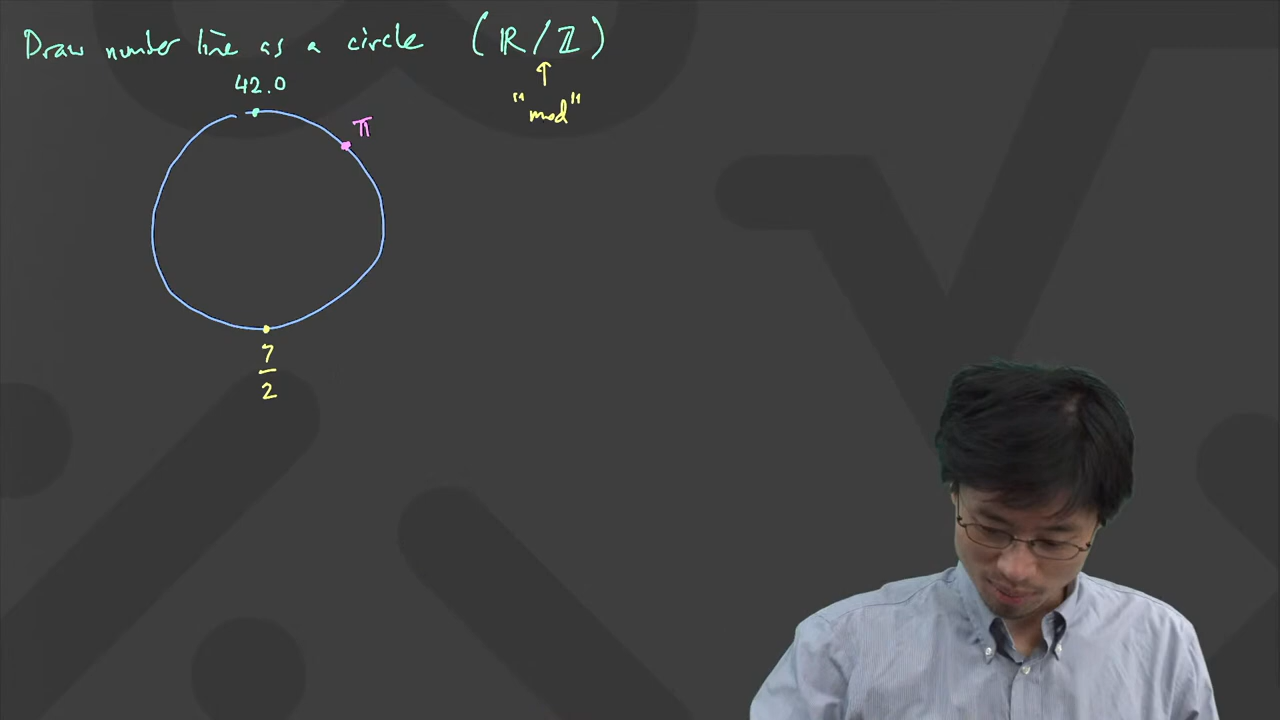 Draw number line as a circle (ℝ/ℤ)
42.0
"mod"
π
7
2